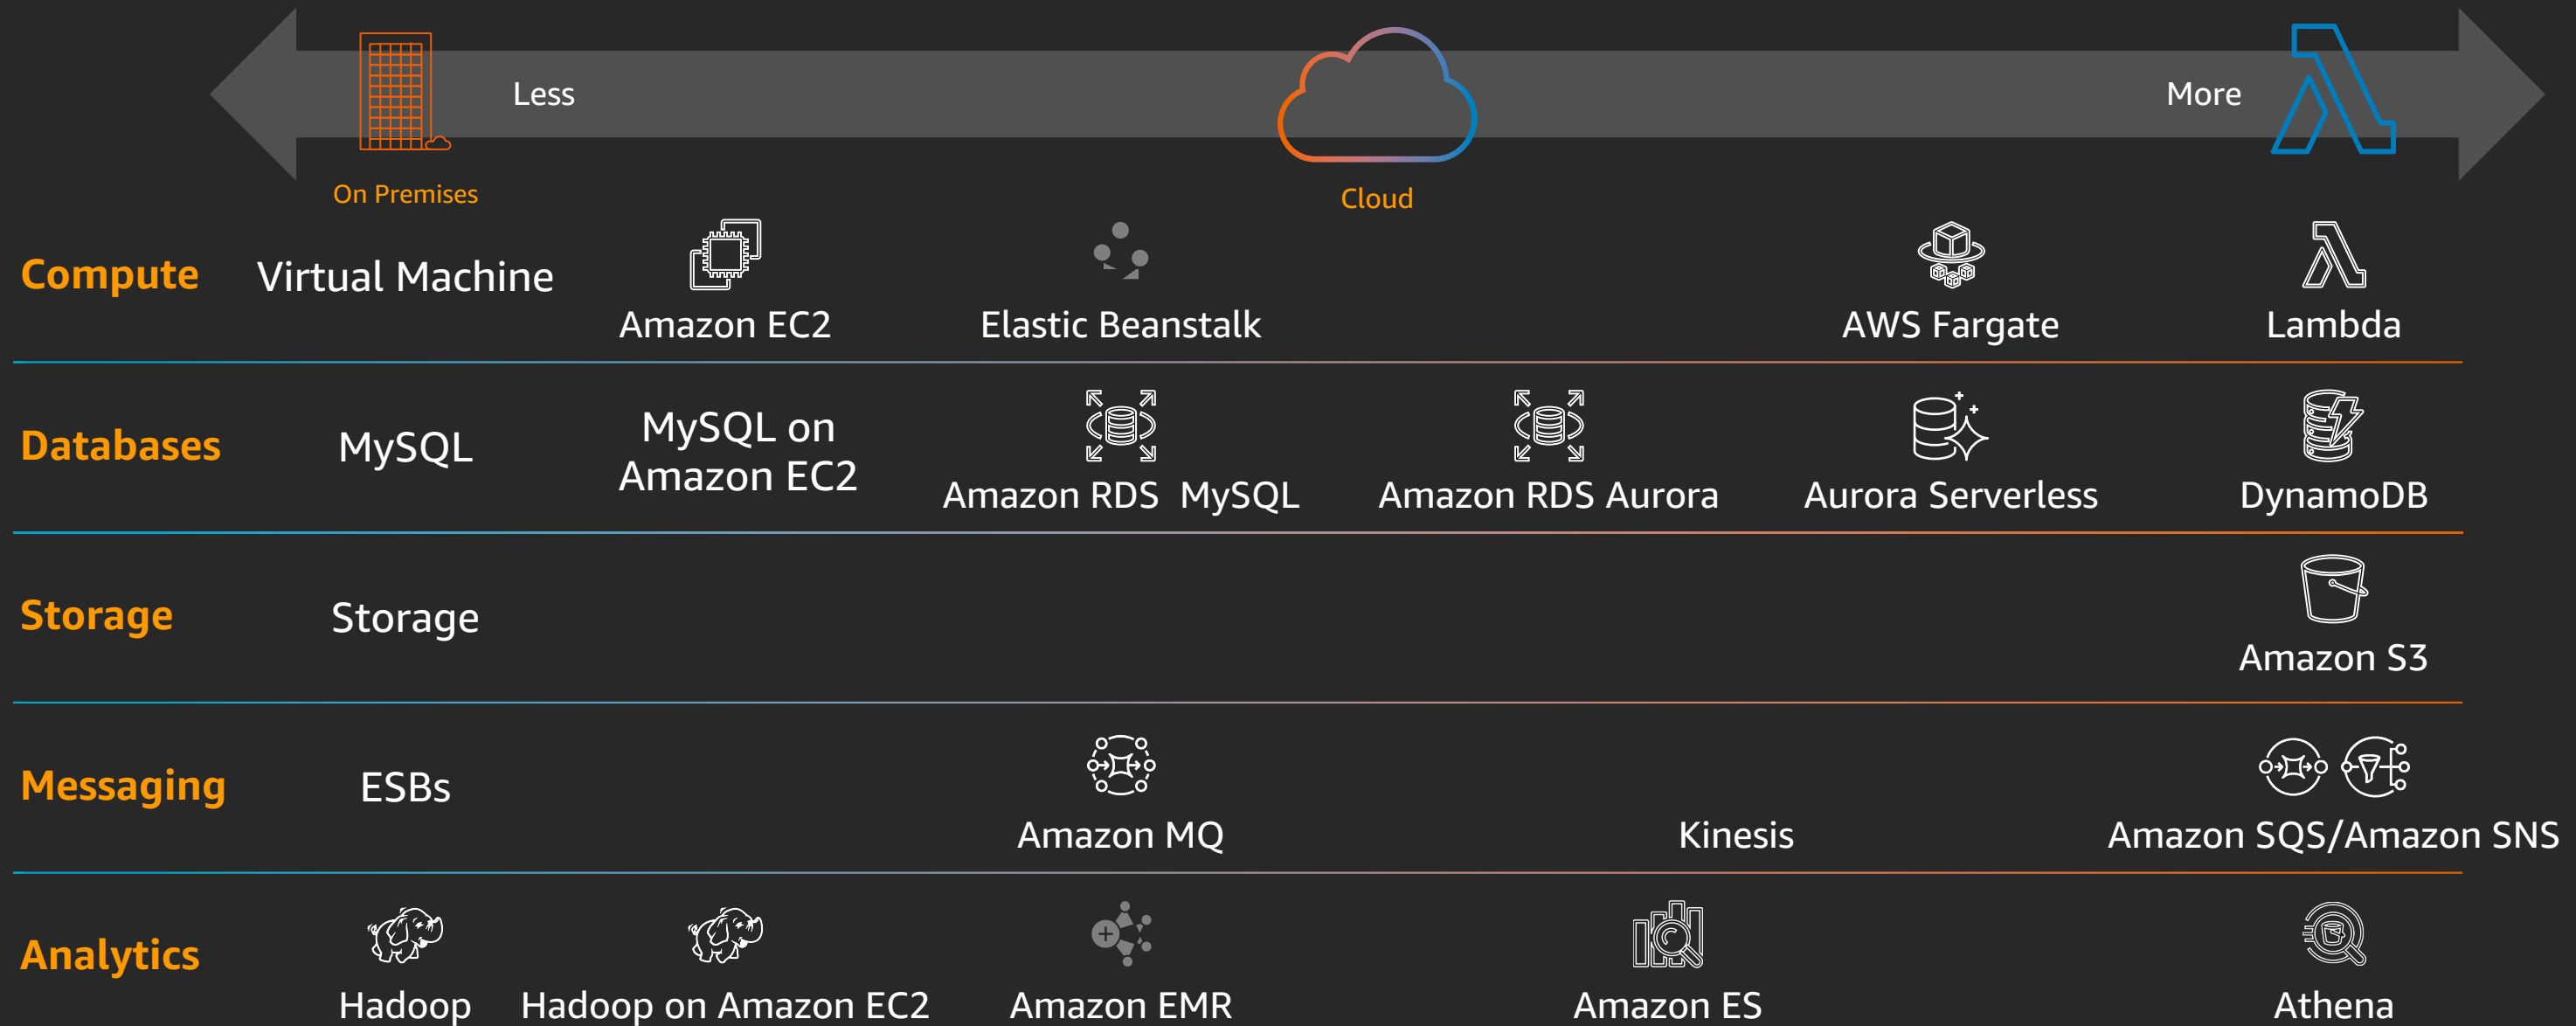 Less
More
On Premises
Cloud
Compute
Virtual Machine
Amazon EC2
Elastic Beanstalk
AWS Fargate
Lambda
Databases
MySQL
MySQL on
Amazon EC2
Amazon RDS MySQL
Amazon RDS Aurora
Aurora Serverless
DynamoDB
Storage
Storage
Amazon S3
Messaging
ESBs
Amazon MQ
Kinesis
Amazon SQS/Amazon SNS
Analytics
Hadoop
Hadoop on Amazon EC2
Amazon EMR
Amazon ES
Athena